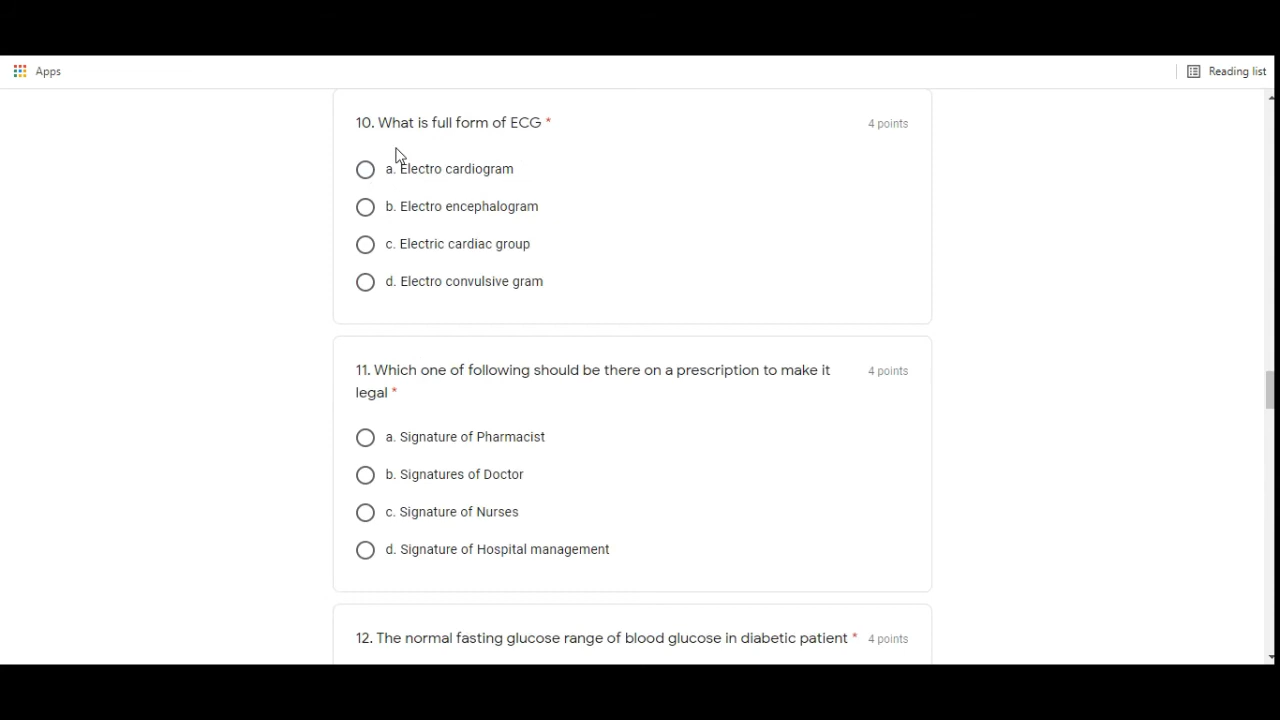 Apps
Reading list
10. What is full form of ECG *
4 points
a. Electro cardiogram
b. Electro encephalogram
c. Electric cardiac group
d. Electro convulsive gram
11. Which one of following should be there on a prescription to make it
legal *
4 points
a. Signature of Pharmacist
b. Signatures of Doctor
c. Signature of Nurses
d. Signature of Hospital management
12. The normal fasting glucose range of blood glucose in diabetic patient *
4 points